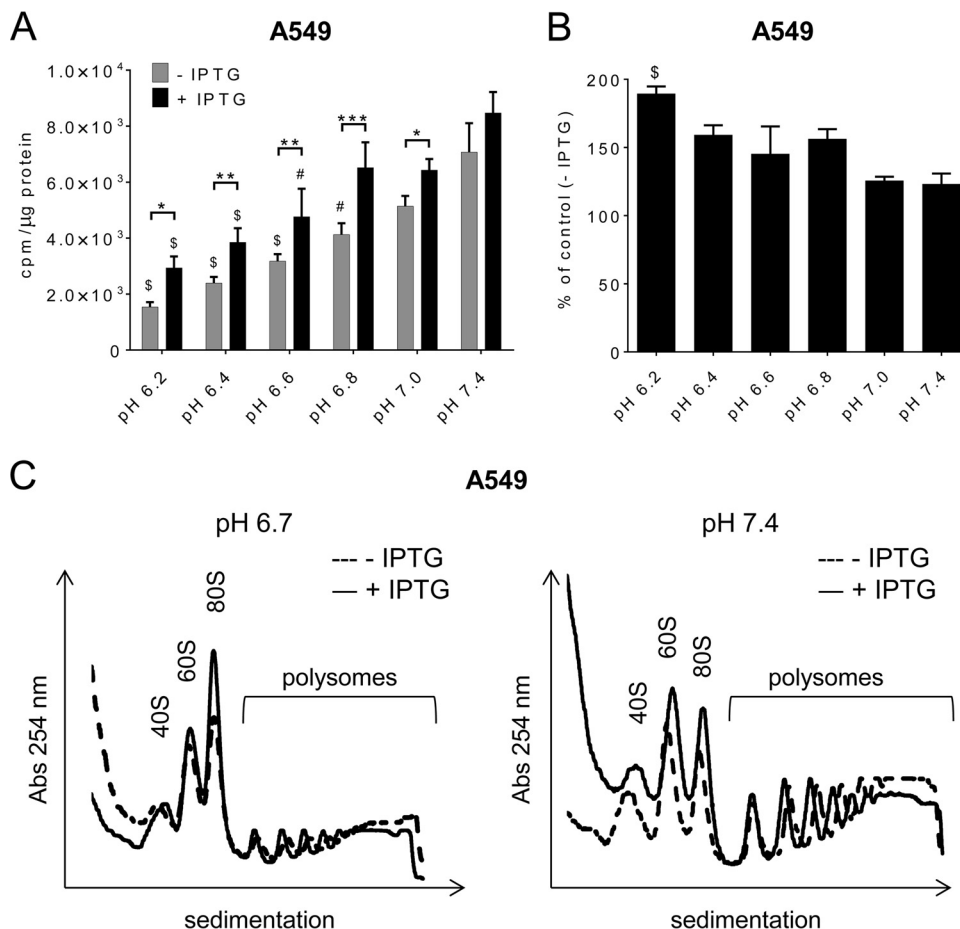 A
A549
1.0×10⁴
8.0×10³
6.0×10³
4.0×10³
2.0×10³
0
cpm/µg protein
- IPTG
+ IPTG
*
**
**
***
*
$
$
$
$
$
#
#
pH 6.2
pH 6.4
pH 6.6
pH 6.8
pH 7.0
pH 7.4
B
A549
200
150
100
50
0
% of control (- IPTG)
$
pH 6.2
pH 6.4
pH 6.6
pH 6.8
pH 7.0
pH 7.4
C
A549
pH 6.7
- IPTG
+ IPTG
40S
60S
80S
polysomes
Abs 254 nm
sedimentation
pH 7.4
- IPTG
+ IPTG
40S
60S
80S
polysomes
Abs 254 nm
sedimentation